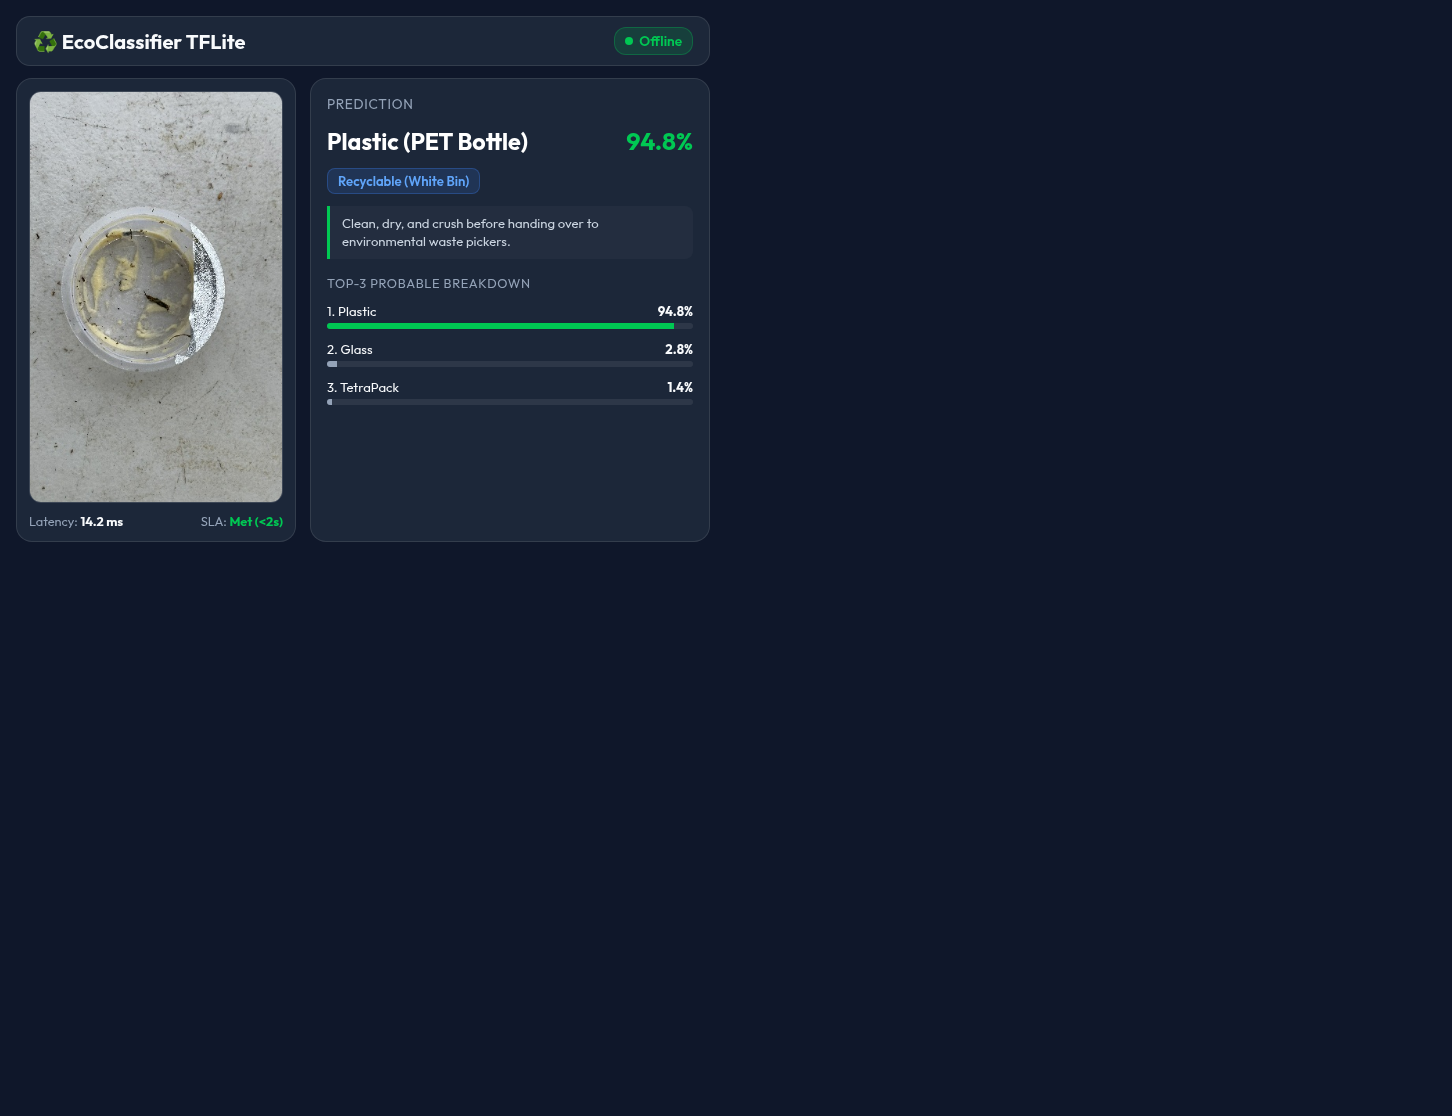 ♻️ EcoClassifier TFLite
Offline
Latency: 14.2 ms
SLA: Met (<2s)
PREDICTION
Plastic (PET Bottle)
94.8%
Recyclable (White Bin)
Clean, dry, and crush before handing over to
environmental waste pickers.
TOP-3 PROBABLE BREAKDOWN
1. Plastic
94.8%
2. Glass
2.8%
3. TetraPack
1.4%